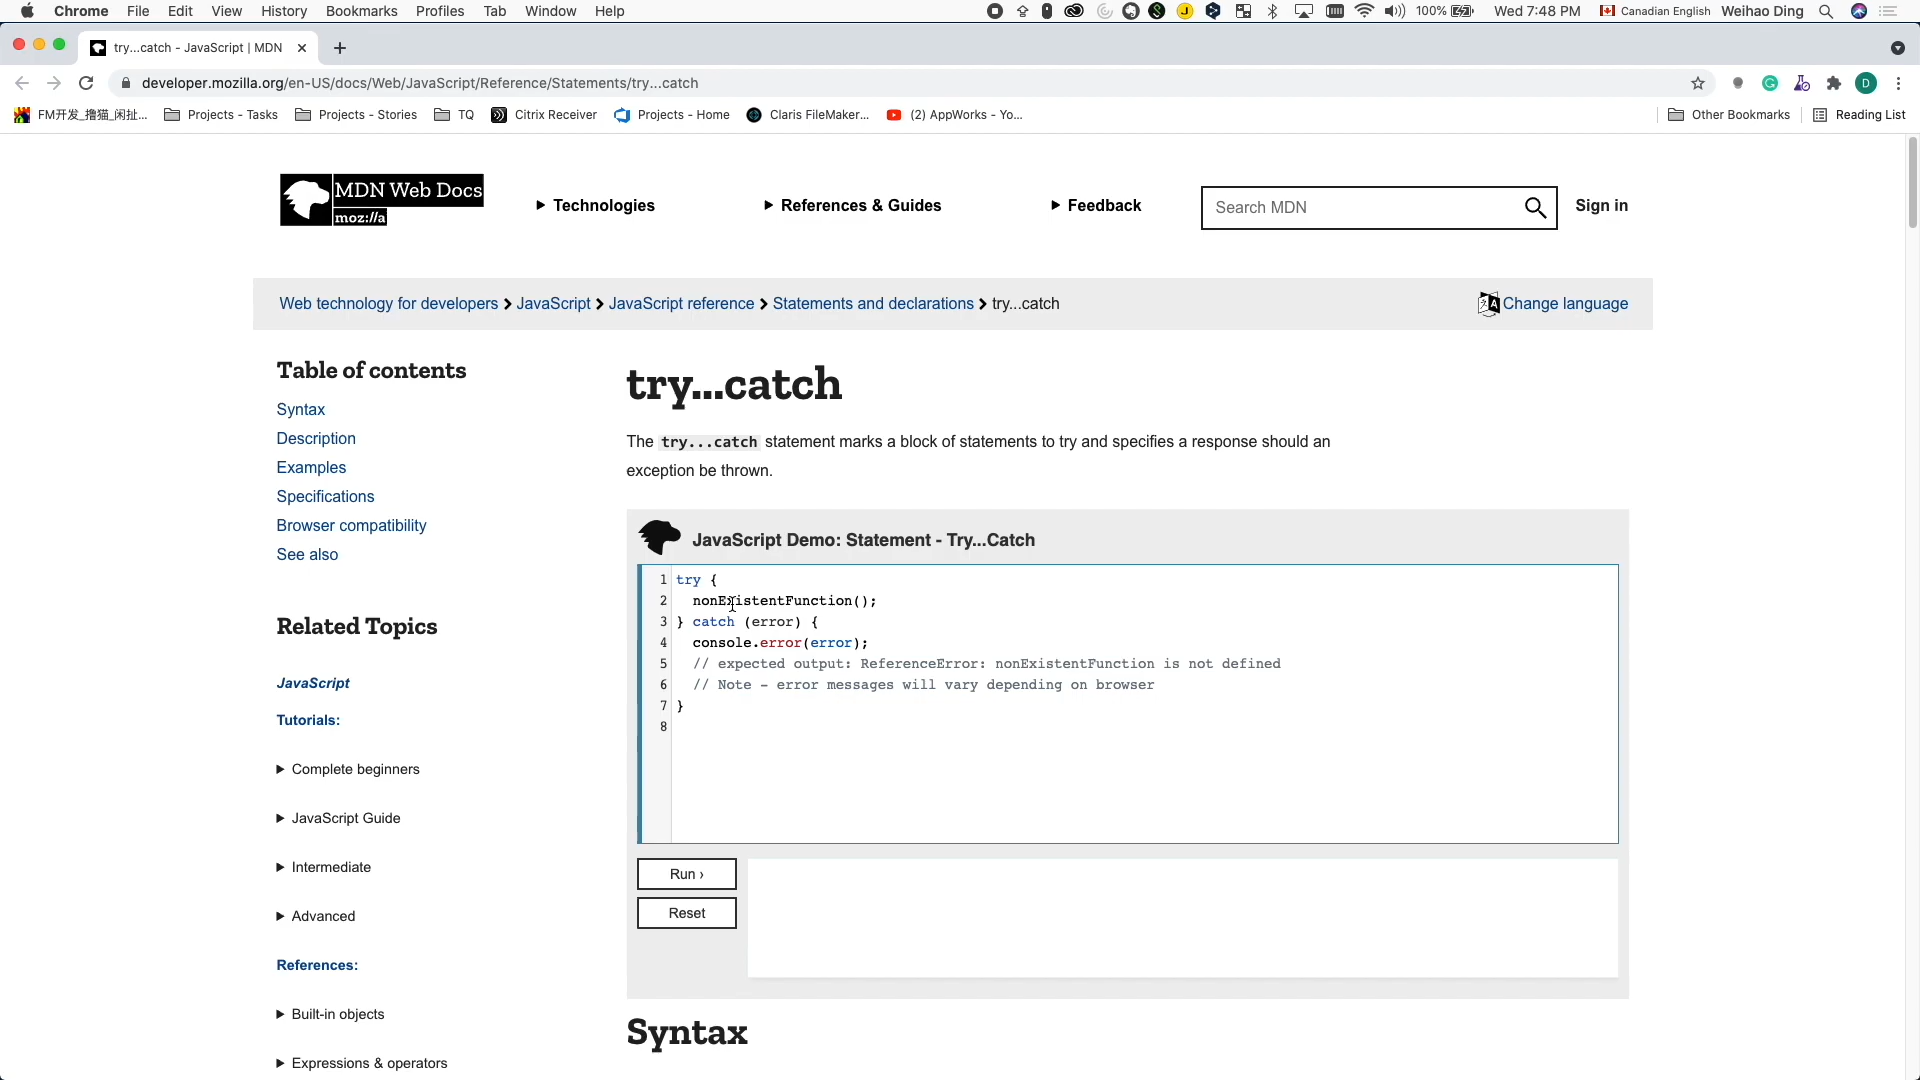 Chrome File Edit View History Bookmarks Profiles Tab Window Help 100% Wed 7:48 PM Canadian English Weihao Ding
try...catch - JavaScript | MDN
developer.mozilla.org/en-US/docs/Web/JavaScript/Reference/Statements/try...catch D
FM开发_撸猫_闲扯... Projects - Tasks Projects - Stories TQ Citrix Receiver Projects - Home Claris FileMaker... (2) AppWorks - Yo... Other Bookmarks Reading List
MDN Web Docs
moz://a
Technologies References & Guides Feedback Search MDN Sign in
Web technology for developers JavaScript JavaScript reference Statements and declarations try...catch Change language
Table of contents
Syntax
Description
Examples
Specifications
Browser compatibility
See also
Related Topics
JavaScript
Tutorials:
Complete beginners
JavaScript Guide
Intermediate
Advanced
References:
Built-in objects
Expressions & operators
try...catch
The try...catch statement marks a block of statements to try and specifies a response should an
exception be thrown.
JavaScript Demo: Statement - Try...Catch
1 try {
2 nonExistentFunction();
3 } catch (error) {
4 console.error(error);
5 // expected output: ReferenceError: nonExistentFunction is not defined
6 // Note - error messages will vary depending on browser
7 }
8
Run ›
Reset
Syntax